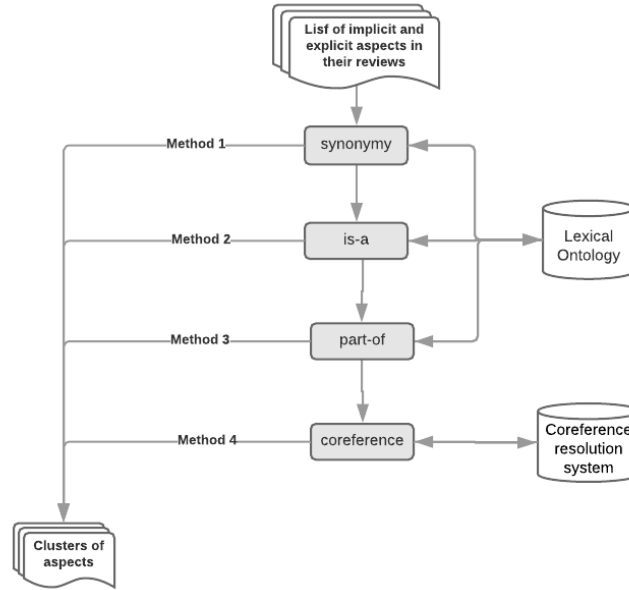 Lisf of implicit and
explicit aspects in
their reviews
Method 1
synonymy
Method 2
is-a
Lexical
Ontology
Method 3
part-of
Method 4
coreference
Coreference
resolution
system
Clusters of
aspects